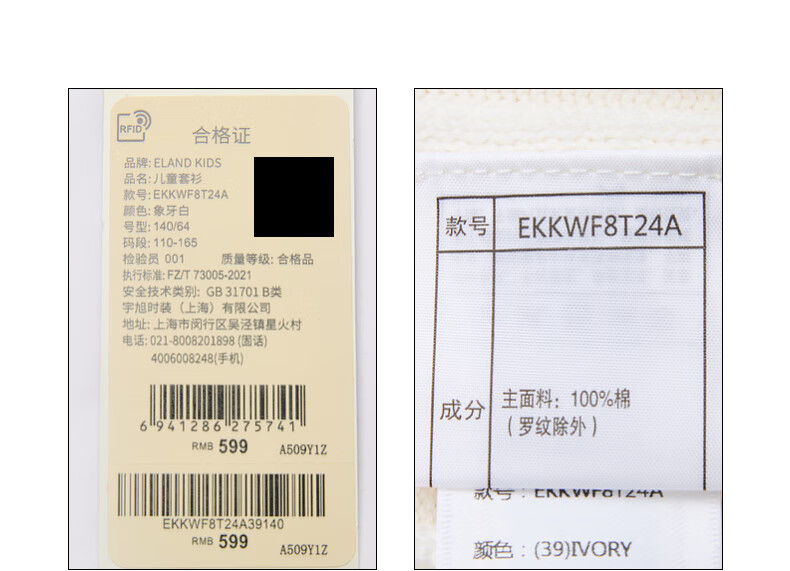 RFID
合格证
品牌: ELAND KIDS
品名: 儿童套衫
款号: EKKWF8T24A
颜色: 象牙白
号型: 140/64
码段: 110-165
检验员 001 质量等级: 合格品
执行标准: FZ/T 73005-2021
安全技术类别: GB 31701 B类
宇旭时装（上海）有限公司
地址: 上海市闵行区吴泾镇星火村
电话: 021-8008201898 (固话)
4006008248(手机)
6 941286 275741
RMB 599 A509Y1Z
EKKWF8T24A39140
RMB 599 A509Y1Z
款号 EKKWF8T24A
成分 主面料: 100%棉
（罗纹除外）
款号: EKKWF8T24A
颜色: (39)IVORY